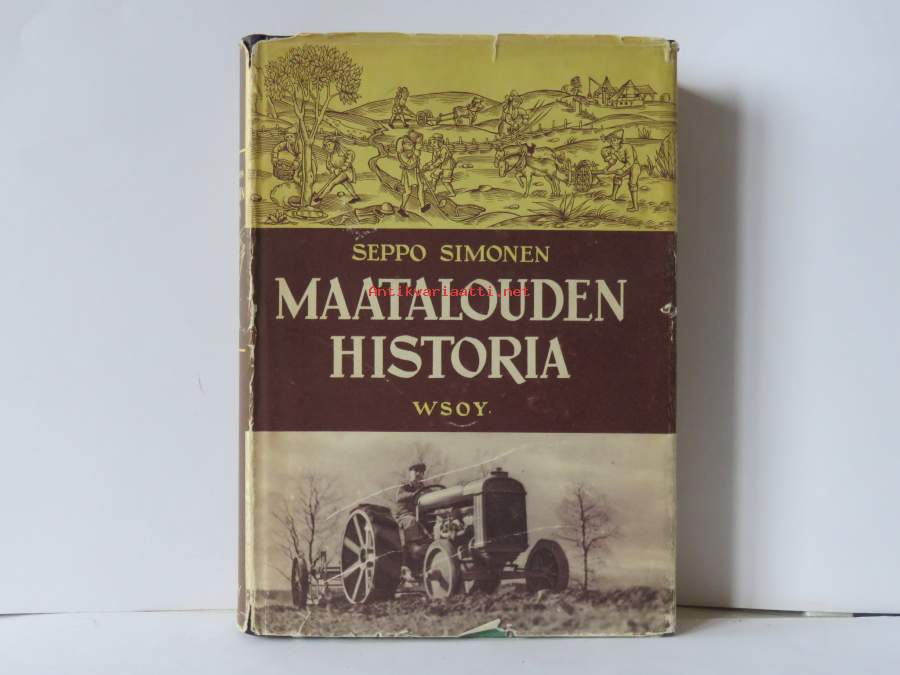 SEPPO SIMONEN
MAATALOUDEN
Antikvariaatti.net
HISTORIA
WSOY.